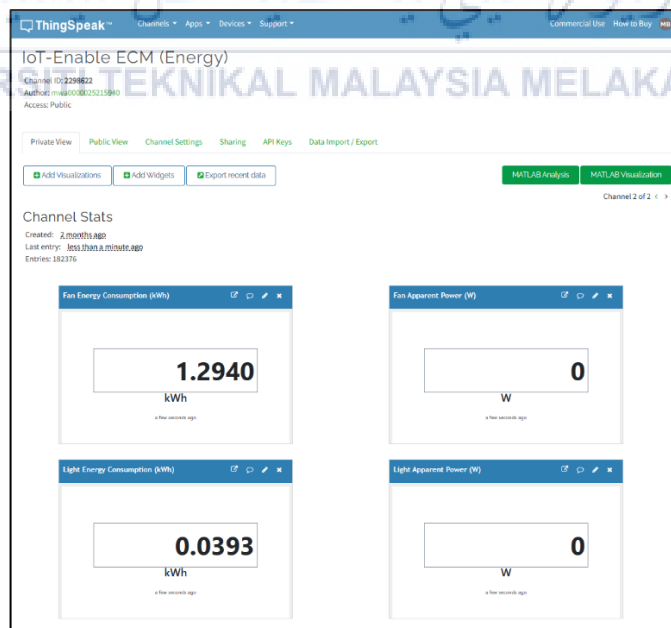 ThingSpeak™ Channels Apps Devices Support Commercial Use How to Buy MB
IoT-Enable ECM (Energy)
TEKNIKAL MALAYSIA MELAKA
Channel ID: 2298622
Author: mwa0000025215940
Access: Public
Private View Public View Channel Settings Sharing API Keys Data Import / Export
Add Visualizations Add Widgets Export recent data MATLAB Analysis MATLAB Visualization
Channel 2 of 2 < >
Channel Stats
Created: 2 months ago
Last entry: less than a minute ago
Entries: 182376
Fan Energy Consumption (kWh)
1.2940
kWh
a few seconds ago
Fan Apparent Power (W)
0
W
a few seconds ago
Light Energy Consumption (kWh)
0.0393
kWh
a few seconds ago
Light Apparent Power (W)
0
W
a few seconds ago